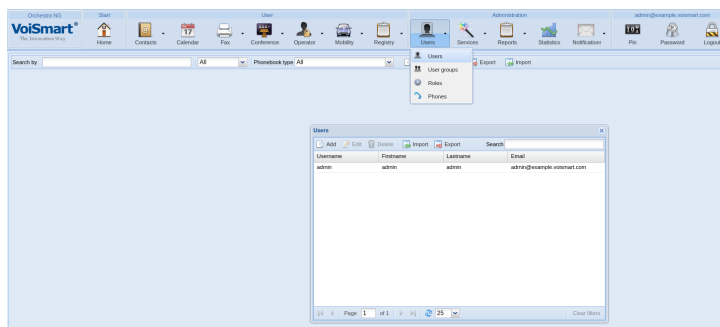 Orchestra NG Start User Administration admin@example.voismart.com
VoiSmart®
The Innovative Way
Home Contacts Calendar Fax Conference Operator Mobility Registry Users Services Reports Statistics Notifications Pin Password Logout
Search by All Phonebook type All Export Import
Users
User groups
Roles
Phones
Users
Add Edit Delete Import Export Search
Username Firstname Lastname Email
admin admin admin admin@example.voismart.com
Page 1 of 1 25 Clear filters